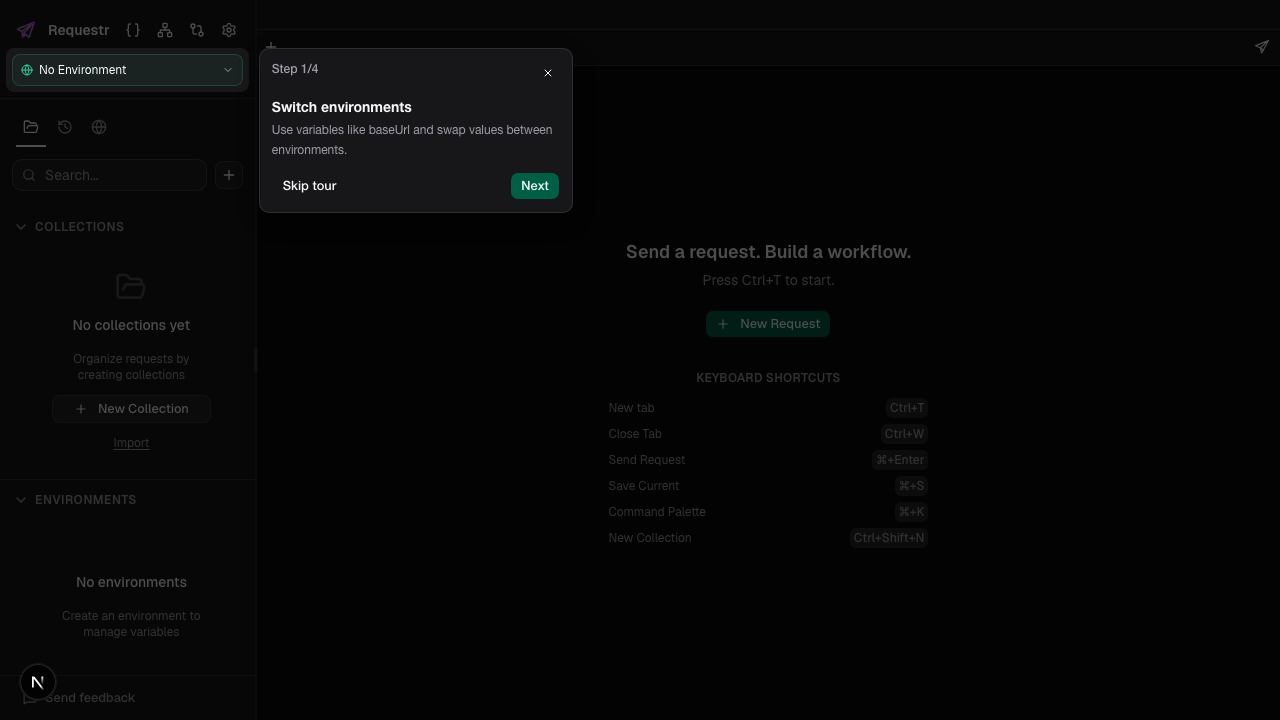 Requestr
No Environment
Step 1/4
Switch environments
Use variables like baseUrl and swap values between
environments.
Skip tour
Next
Search...
COLLECTIONS
No collections yet
Organize requests by
creating collections
New Collection
Import
ENVIRONMENTS
No environments
Create an environment to
manage variables
N
Send feedback
Send a request. Build a workflow.
Press Ctrl+T to start.
New Request
KEYBOARD SHORTCUTS
New tab Ctrl+T
Close Tab Ctrl+W
Send Request ⌘+Enter
Save Current ⌘+S
Command Palette ⌘+K
New Collection Ctrl+Shift+N